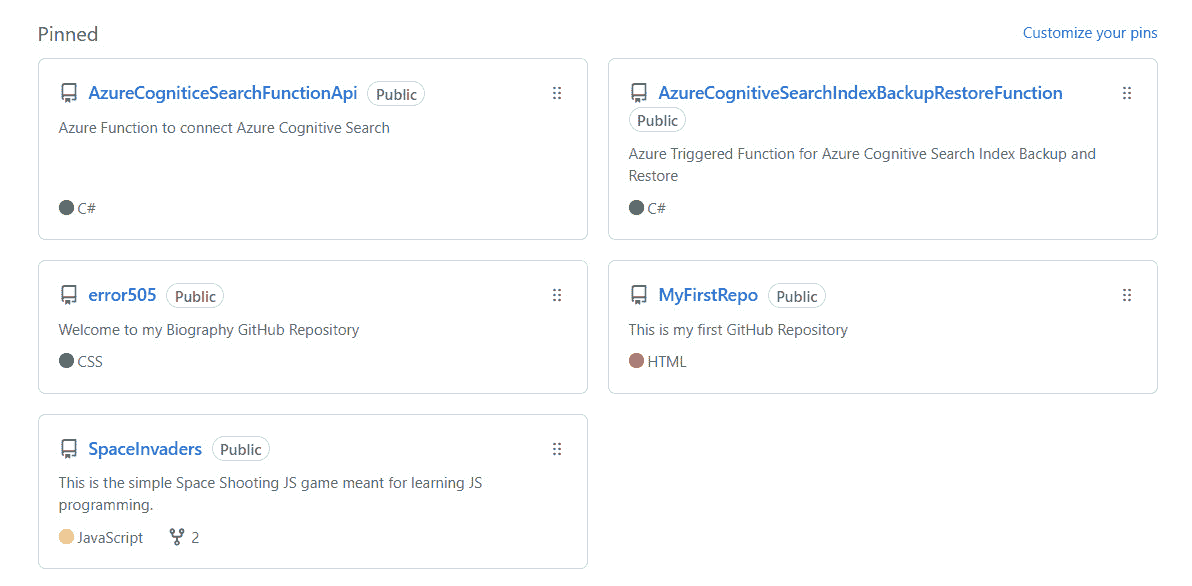 Pinned
Customize your pins
AzureCogniticeSearchFunctionApi Public
Azure Function to connect Azure Cognitive Search
C#
AzureCognitiveSearchIndexBackupRestoreFunction
Public
Azure Triggered Function for Azure Cognitive Search Index Backup and
Restore
C#
error505 Public
Welcome to my Biography GitHub Repository
CSS
MyFirstRepo Public
This is my first GitHub Repository
HTML
SpaceInvaders Public
This is the simple Space Shooting JS game meant for learning JS
programming.
JavaScript 2